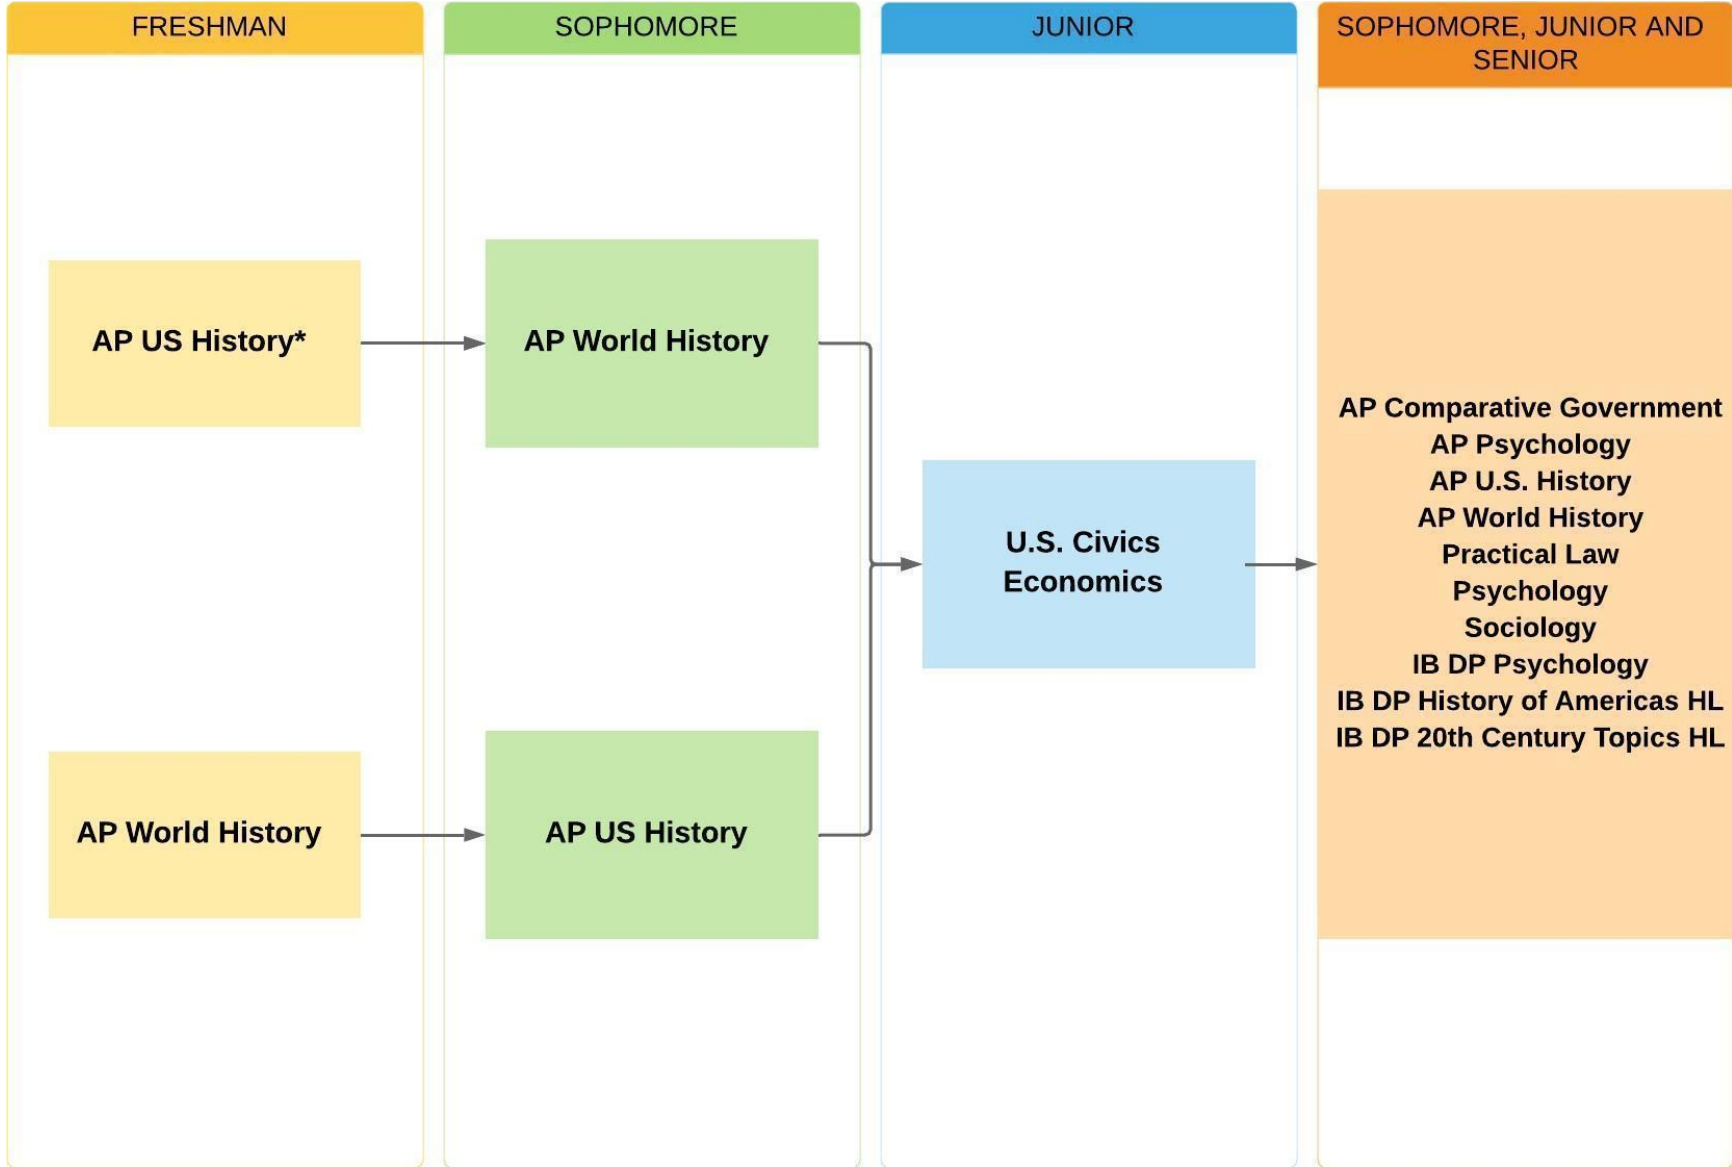 FRESHMAN
SOPHOMORE
JUNIOR
SOPHOMORE, JUNIOR AND
SENIOR
AP US History*
AP World History
AP World History
AP US History
U.S. Civics
Economics
AP Comparative Government
AP Psychology
AP U.S. History
AP World History
Practical Law
Psychology
Sociology
IB DP Psychology
IB DP History of Americas HL
IB DP 20th Century Topics HL